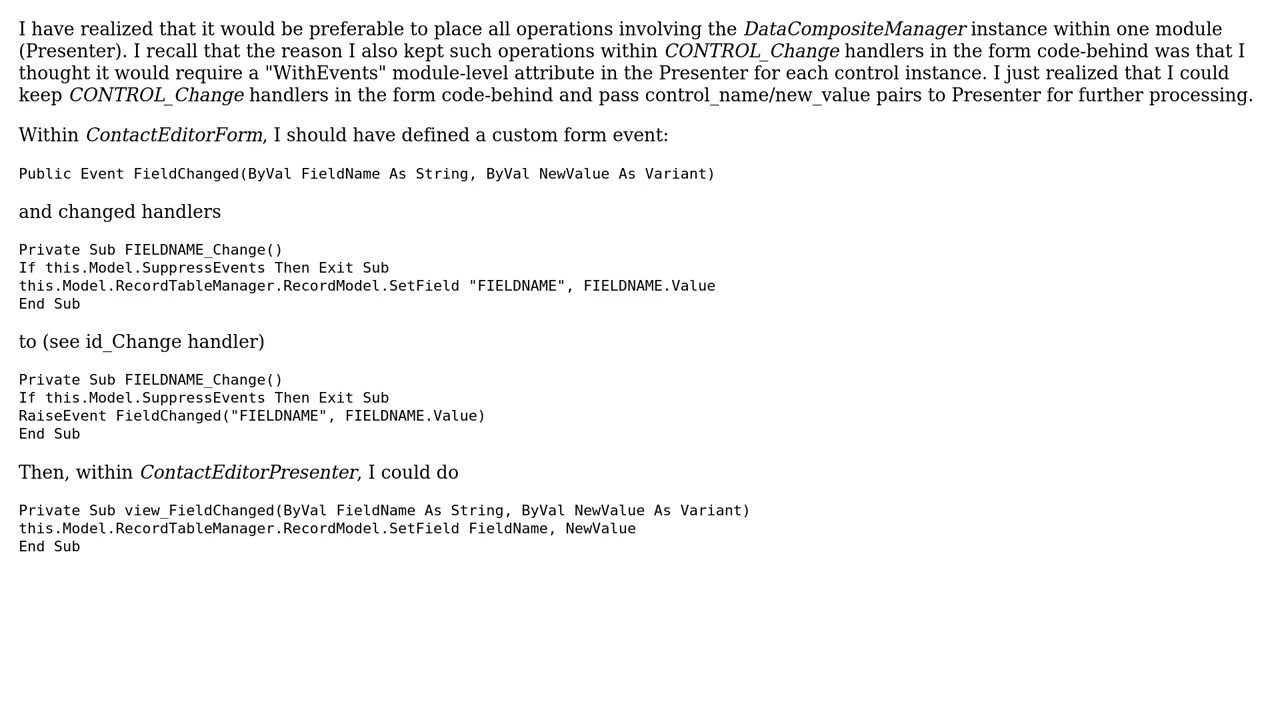 I have realized that it would be preferable to place all operations involving the DataCompositeManager instance within one module
(Presenter). I recall that the reason I also kept such operations within CONTROL_Change handlers in the form code-behind was that I
thought it would require a "WithEvents" module-level attribute in the Presenter for each control instance. I just realized that I could
keep CONTROL_Change handlers in the form code-behind and pass control_name/new_value pairs to Presenter for further processing.
Within ContactEditorForm, I should have defined a custom form event:
Public Event FieldChanged(ByVal FieldName As String, ByVal NewValue As Variant)
and changed handlers
Private Sub FIELDNAME_Change()
If this.Model.SuppressEvents Then Exit Sub
this.Model.RecordTableManager.RecordModel.SetField "FIELDNAME", FIELDNAME.Value
End Sub
to (see id_Change handler)
Private Sub FIELDNAME_Change()
If this.Model.SuppressEvents Then Exit Sub
RaiseEvent FieldChanged("FIELDNAME", FIELDNAME.Value)
End Sub
Then, within ContactEditorPresenter, I could do
Private Sub view_FieldChanged(ByVal FieldName As String, ByVal NewValue As Variant)
this.Model.RecordTableManager.RecordModel.SetField FieldName, NewValue
End Sub